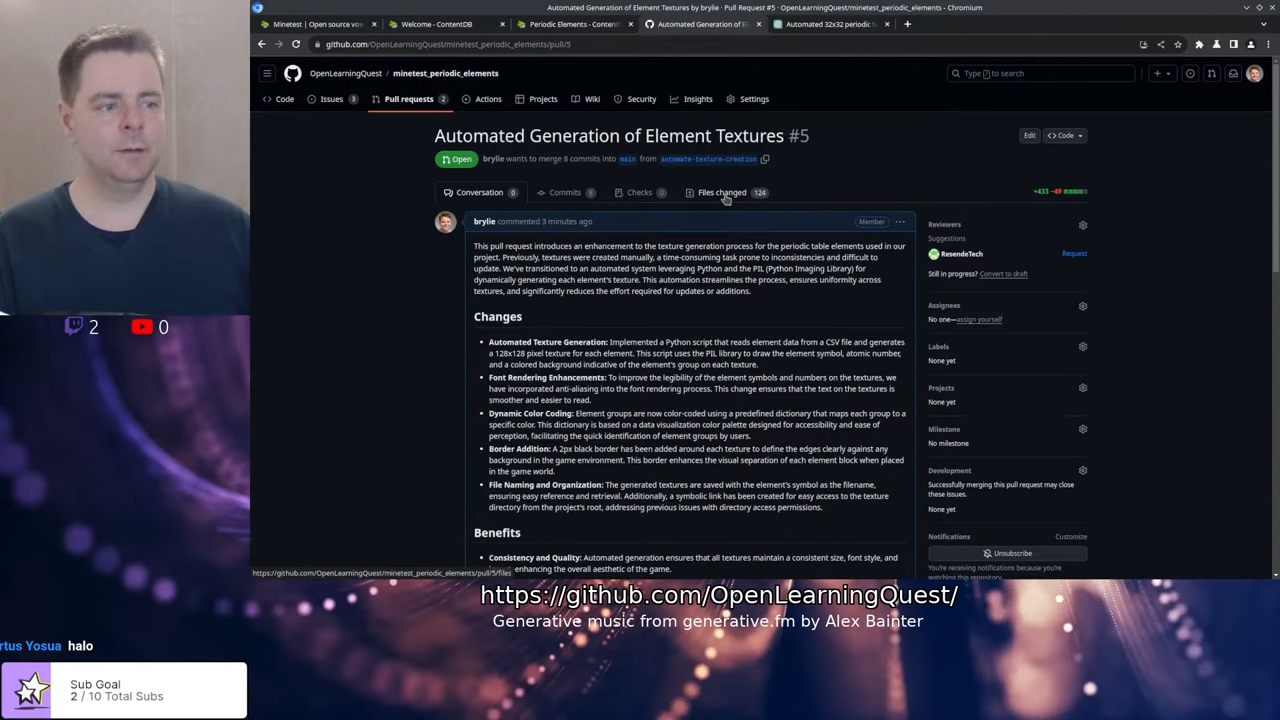 Automated Generation of Element Textures by brylie · Pull Request #5 · OpenLearningQuest/minetest_periodic_elements - Chromium
Minetest | Open source vox
Welcome - ContentDB
Periodic Elements - Content
Automated Generation of El
Automated 32x32 periodic t
github.com/OpenLearningQuest/minetest_periodic_elements/pull/5
OpenLearningQuest / minetest_periodic_elements
Type / to search
Code
Issues 3
Pull requests 2
Actions
Projects
Wiki
Security
Insights
Settings
Automated Generation of Element Textures #5
Edit
Code
Open
brylie wants to merge 8 commits into main from automate-texture-creation
Conversation 0
Commits 8
Checks 0
Files changed 124
+433 -49
brylie commented 3 minutes ago
Member
This pull request introduces an enhancement to the texture generation process for the periodic table elements used in our
project. Previously, textures were created manually, a time-consuming task prone to inconsistencies and difficult to
update. We've transitioned to an automated system leveraging Python and the PIL (Python Imaging Library) for
dynamically generating each element's texture. This automation streamlines the process, ensures uniformity across
textures, and significantly reduces the effort required for updates or additions.
Changes
Automated Texture Generation: Implemented a Python script that reads element data from a CSV file and generates
a 128x128 pixel texture for each element. This script uses the PIL library to draw the element symbol, atomic number,
and a colored background indicative of the element's group on each texture.
Font Rendering Enhancements: To improve the legibility of the element symbols and numbers on the textures, we
have incorporated anti-aliasing into the font rendering process. This change ensures that the text on the textures is
smoother and easier to read.
Dynamic Color Coding: Element groups are now color-coded using a predefined dictionary that maps each group to a
specific color. This dictionary is based on a data visualization color palette designed for accessibility and ease of
perception, facilitating the quick identification of element groups by users.
Border Addition: A 2px black border has been added around each texture to define the edges clearly against any
background in the game environment. This border enhances the visual separation of each element block when placed
in the game world.
File Naming and Organization: The generated textures are saved with the element's symbol as the filename,
ensuring easy reference and retrieval. Additionally, a symbolic link has been created for easy access to the texture
directory from the project's root, addressing previous issues with directory access permissions.
Benefits
Consistency and Quality: Automated generation ensures that all textures maintain a consistent size, font style, and
enhancing the overall aesthetic of the game.
Reviewers
Suggestions
ResendeTech
Request
Still in progress? Convert to draft
Assignees
No one—assign yourself
Labels
None yet
Projects
None yet
Milestone
No milestone
Development
Successfully merging this pull request may close
these issues.
None yet
Notifications
Customize
Unsubscribe
You're receiving notifications because you're
watching this repository.
https://github.com/OpenLearningQuest/minetest_periodic_elements/pull/5/files
2
0
https://github.com/OpenLearningQuest/
Generative music from generative.fm by Alex Bainter
rtus Yosua halo
Sub Goal
2 / 10 Total Subs